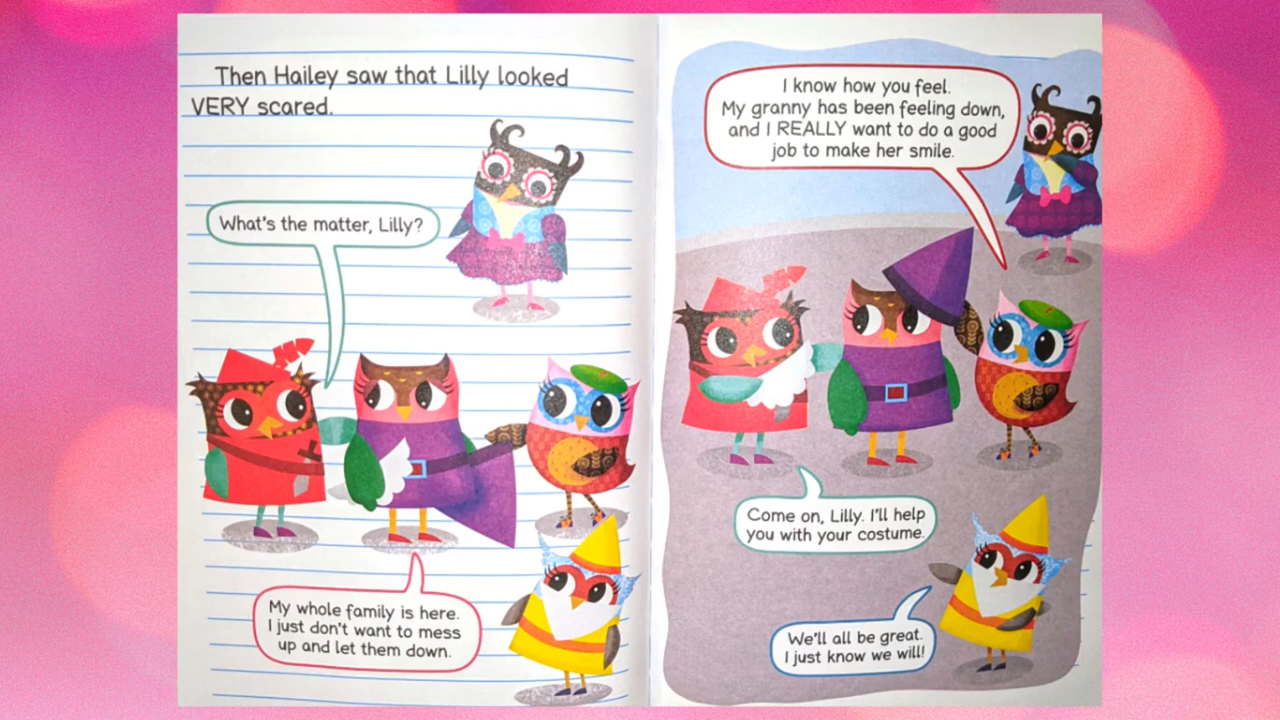 Then Hailey saw that Lilly looked
VERY scared.
What's the matter, Lilly?
My whole family is here.
I just don't want to mess
up and let them down.
I know how you feel.
My granny has been feeling down,
and I REALLY want to do a good
job to make her smile.
Come on, Lilly. I'll help
you with your costume.
We'll all be great.
I just know we will!